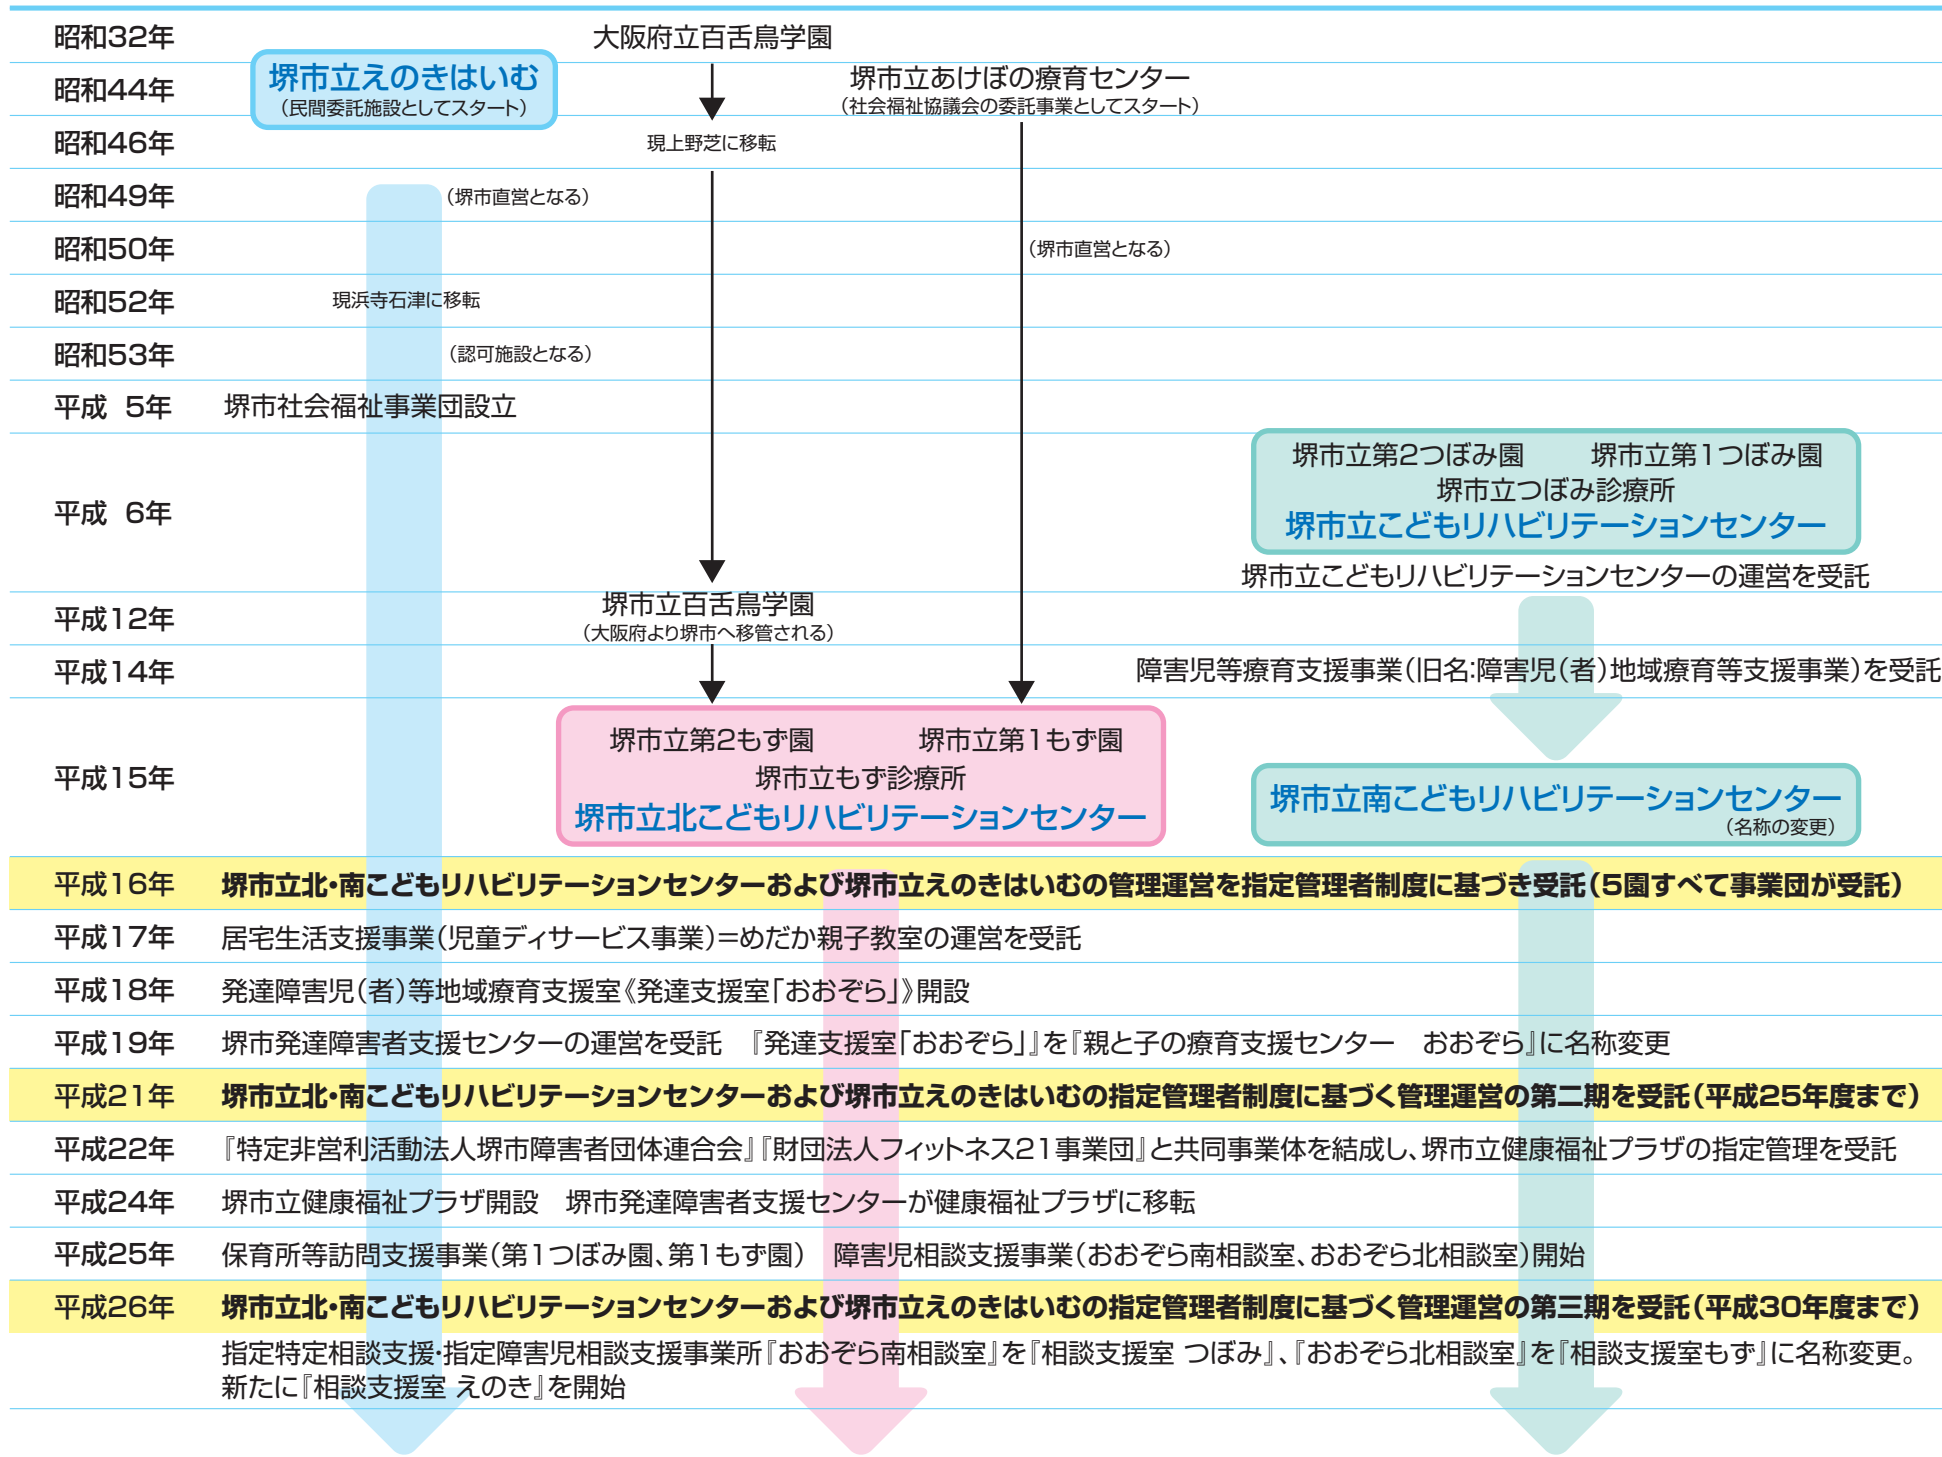 昭和32年
大阪府立百舌鳥学園
昭和44年
堺市立えのきはいむ
（民間委託施設としてスタート）
堺市立あけぼの療育センター
（社会福祉協議会の委託事業としてスタート）
昭和46年
現上野芝に移転
昭和49年
（堺市直営となる）
昭和50年
（堺市直営となる）
昭和52年
現浜寺石津に移転
昭和53年
（認可施設となる）
平成 5年
堺市社会福祉事業団設立
平成 6年
堺市立第2つぼみ園 堺市立第1つぼみ園
堺市立つぼみ診療所
堺市立こどもリハビリテーションセンター
堺市立こどもリハビリテーションセンターの運営を受託
平成12年
堺市立百舌鳥学園
（大阪府より堺市へ移管される）
平成14年
障害児等療育支援事業（旧名:障害児（者）地域療育等支援事業）を受託
平成15年
堺市立第2もず園 堺市立第1もず園
堺市立もず診療所
堺市立北こどもリハビリテーションセンター
堺市立南こどもリハビリテーションセンター
（名称の変更）
平成16年 堺市立北・南こどもリハビリテーションセンターおよび堺市立えのきはいむの管理運営を指定管理者制度に基づき受託（5園すべて事業団が受託）
平成17年 居宅生活支援事業（児童ディサービス事業）＝めだか親子教室の運営を受託
平成18年 発達障害児（者）等地域療育支援室《発達支援室「おおぞら」》開設
平成19年 堺市発達障害者支援センターの運営を受託 『発達支援室「おおぞら」』を『親と子の療育支援センター おおぞら』に名称変更
平成21年 堺市立北・南こどもリハビリテーションセンターおよび堺市立えのきはいむの指定管理者制度に基づく管理運営の第二期を受託（平成25年度まで）
平成22年 『特定非営利活動法人堺市障害者団体連合会』『財団法人フィットネス21事業団』と共同事業体を結成し、堺市立健康福祉プラザの指定管理を受託
平成24年 堺市立健康福祉プラザ開設 堺市発達障害者支援センターが健康福祉プラザに移転
平成25年 保育所等訪問支援事業（第1つぼみ園、第1もず園） 障害児相談支援事業（おおぞら南相談室、おおぞら北相談室）開始
平成26年 堺市立北・南こどもリハビリテーションセンターおよび堺市立えのきはいむの指定管理者制度に基づく管理運営の第三期を受託（平成30年度まで）
指定特定相談支援・指定障害児相談支援事業所『おおぞら南相談室』を『相談支援室 つぼみ』、『おおぞら北相談室』を『相談支援室もず』に名称変更。
新たに『相談支援室 えのき』を開始